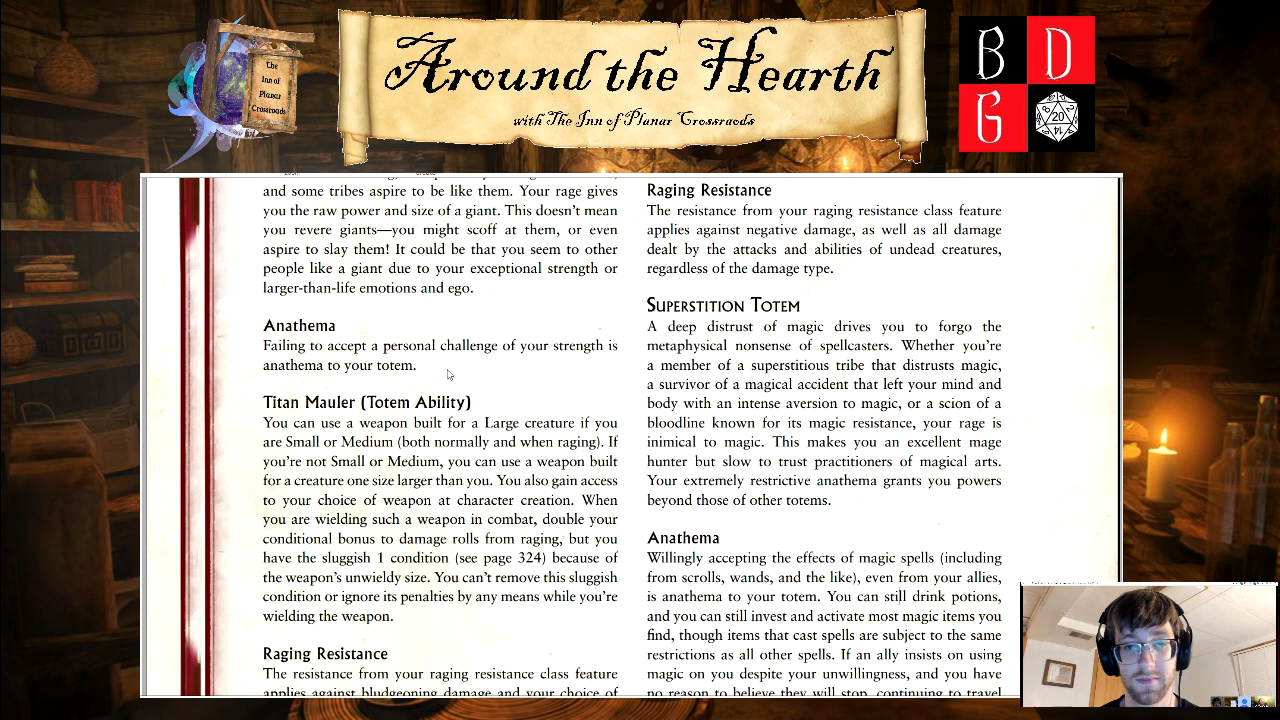 The
Inn of
Planar
Crossroads
Around the Hearth
with The Inn of Planar Crossraods
B D
G 20
and some tribes aspire to be like them. Your rage gives
you the raw power and size of a giant. This doesn't mean
you revere giants—you might scoff at them, or even
aspire to slay them! It could be that you seem to other
people like a giant due to your exceptional strength or
larger-than-life emotions and ego.
Anathema
Failing to accept a personal challenge of your strength is
anathema to your totem.
Titan Mauler (Totem Ability)
You can use a weapon built for a Large creature if you
are Small or Medium (both normally and when raging). If
you're not Small or Medium, you can use a weapon built
for a creature one size larger than you. You also gain access
to your choice of weapon at character creation. When
you are wielding such a weapon in combat, double your
conditional bonus to damage rolls from raging, but you
have the sluggish 1 condition (see page 324) because of
the weapon's unwieldy size. You can't remove this sluggish
condition or ignore its penalties by any means while you're
wielding the weapon.
Raging Resistance
The resistance from your raging resistance class feature
applies against bludgeoning damage and your choice of
Raging Resistance
The resistance from your raging resistance class feature
applies against negative damage, as well as all damage
dealt by the attacks and abilities of undead creatures,
regardless of the damage type.
SUPERSTITION TOTEM
A deep distrust of magic drives you to forgo the
metaphysical nonsense of spellcasters. Whether you're
a member of a superstitious tribe that distrusts magic,
a survivor of a magical accident that left your mind and
body with an intense aversion to magic, or a scion of a
bloodline known for its magic resistance, your rage is
inimical to magic. This makes you an excellent mage
hunter but slow to trust practitioners of magical arts.
Your extremely restrictive anathema grants you powers
beyond those of other totems.
Anathema
Willingly accepting the effects of magic spells (including
from scrolls, wands, and the like), even from your allies,
is anathema to your totem. You can still drink potions,
and you can still invest and activate most magic items you
find, though items that cast spells are subject to the same
restrictions as all other spells. If an ally insists on using
magic on you despite your unwillingness, and you have
no reason to believe they will stop, continuing to travel